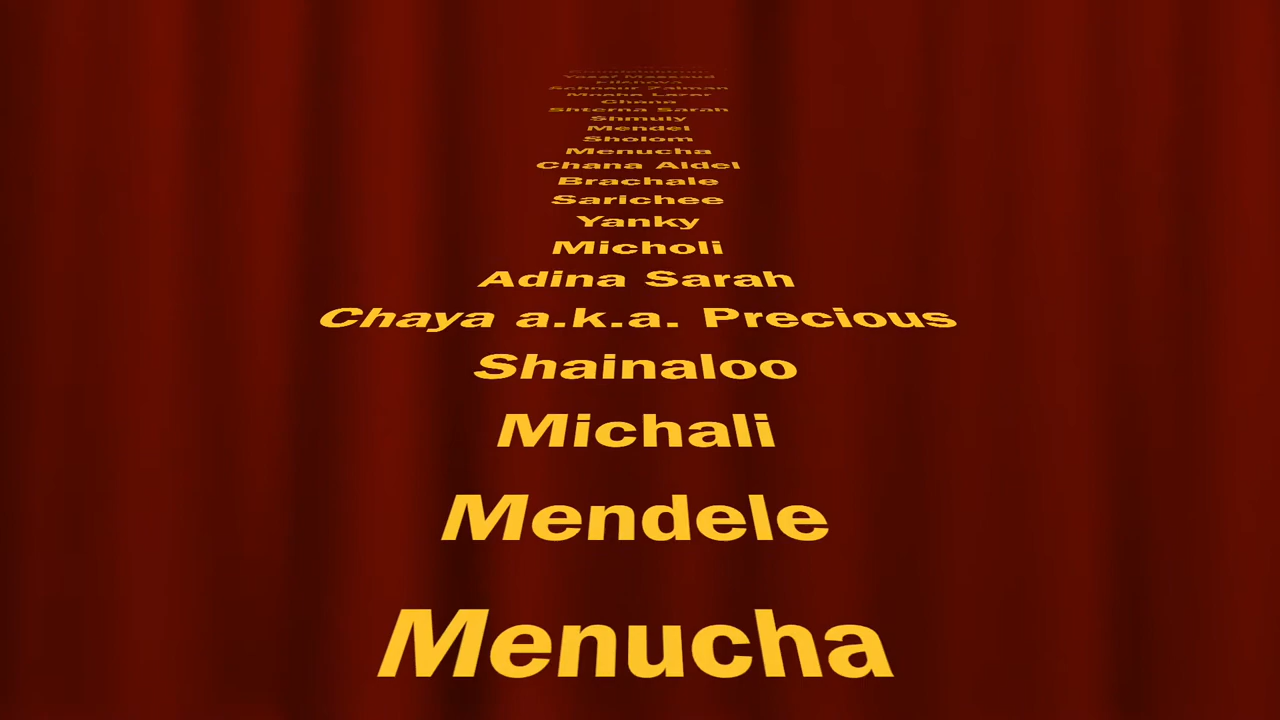 Schneur Zalman
Chana
Shterna Sarah
Shmuly
Mendel
Sholom
Menucha
Chana Aidel
Brachale
Sarichee
Yanky
Micholi
Adina Sarah
Chaya a.k.a. Precious
Shainaloo
Michali
Mendele
Menucha